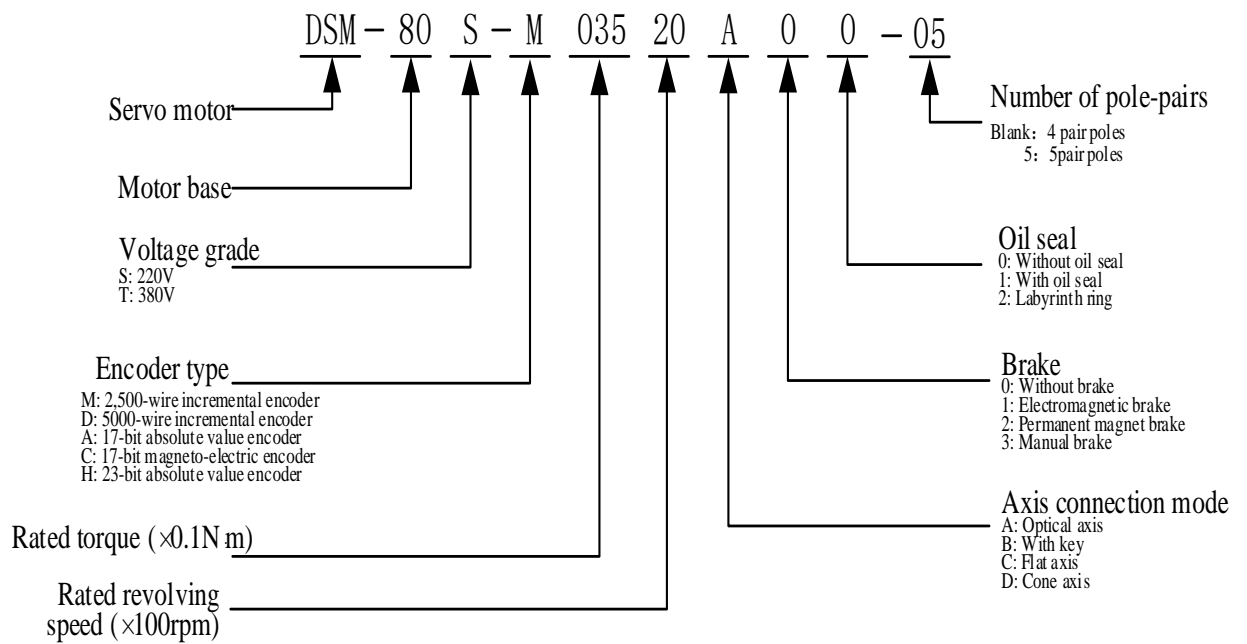 DSM-80 S-M 035 20 A 0 0 -05
Servo motor
Motor base
Voltage grade
S: 220V
T: 380V
Encoder type
M: 2,500-wire incremental encoder
D: 5000-wire incremental encoder
A: 17-bit absolute value encoder
C: 17-bit magneto-electric encoder
H: 23-bit absolute value encoder
Rated torque (×0.1N·m)
Rated revolving
speed (×100rpm)
Number of pole-pairs
Blank: 4 pair poles
5: 5pair poles
Oil seal
0: Without oil seal
1: With oil seal
2: Labyrinth ring
Brake
0: Without brake
1: Electromagnetic brake
2: Permanent magnet brake
3: Manual brake
Axis connection mode
A: Optical axis
B: With key
C: Flat axis
D: Cone axis